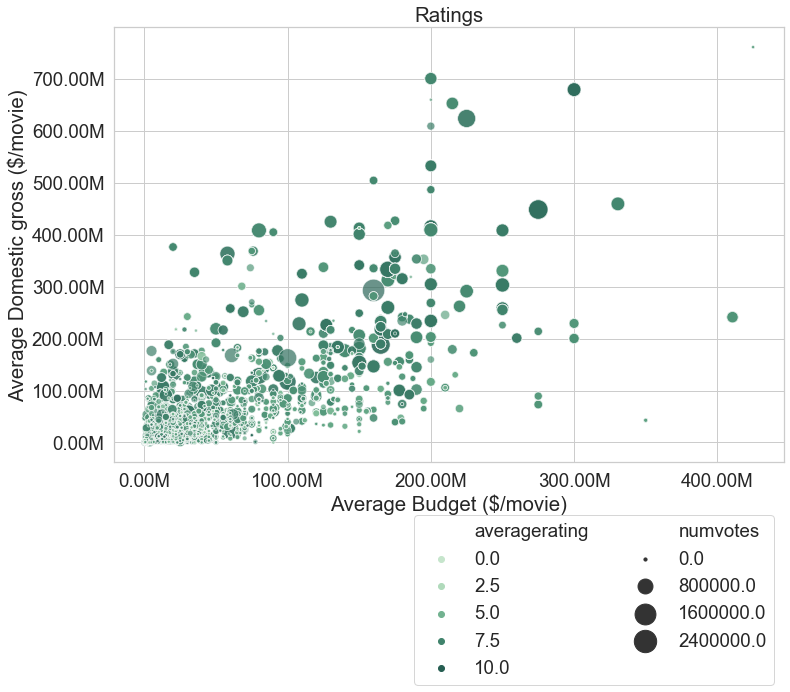 Ratings
Average Domestic gross ($/movie)
700.00M
600.00M
500.00M
400.00M
300.00M
200.00M
100.00M
0.00M
0.00M 100.00M 200.00M 300.00M 400.00M
Average Budget ($/movie)
averagerating numvotes
0.0 0.0
2.5 800000.0
5.0 1600000.0
7.5 2400000.0
10.0